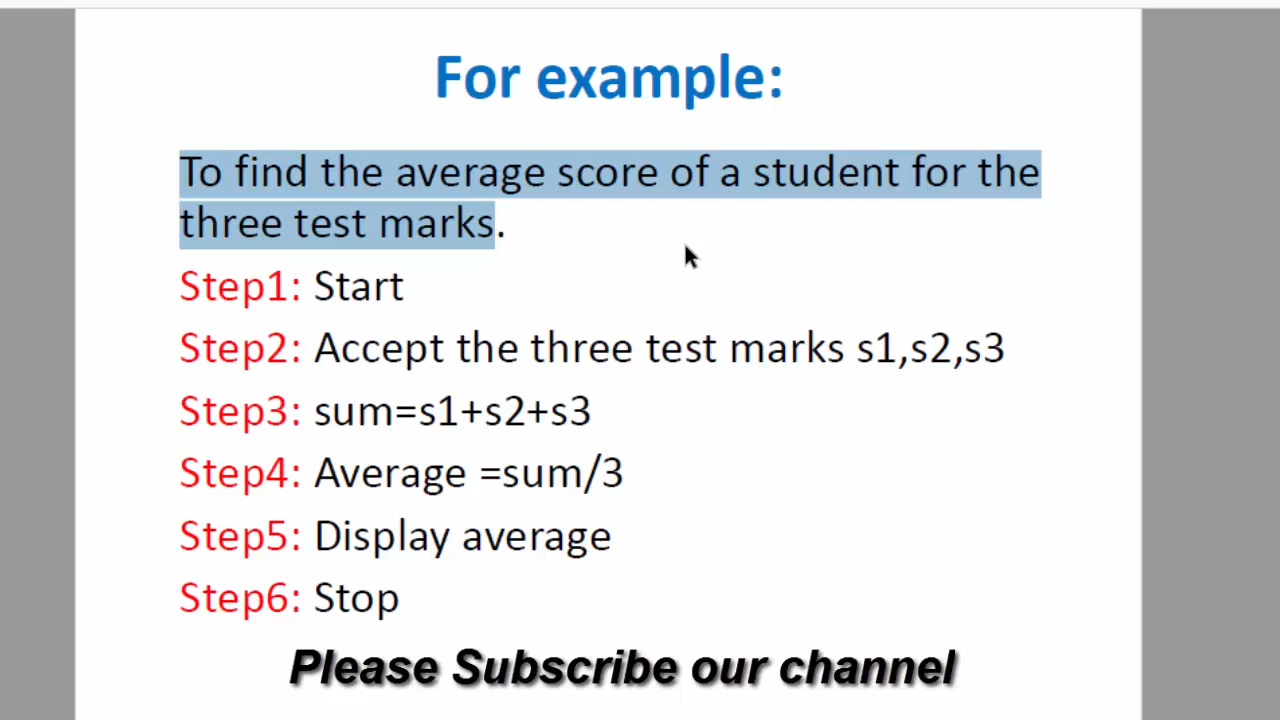 For example:
To find the average score of a student for the
three test marks.
Step1: Start
Step2: Accept the three test marks s1,s2,s3
Step3: sum=s1+s2+s3
Step4: Average =sum/3
Step5: Display average
Step6: Stop
Please Subscribe our channel